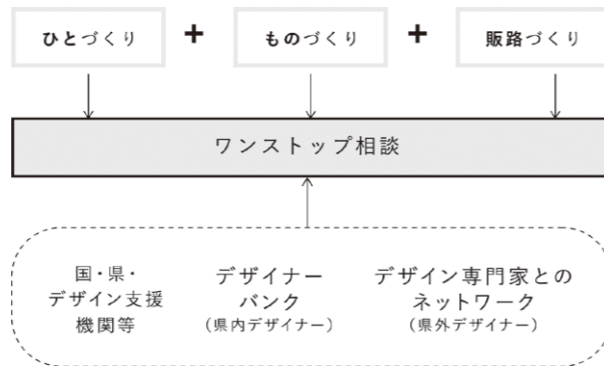 ひとづくり + ものづくり + 販路づくり
ワンストップ相談
国・県・
デザイン支援
機関等
デザイナー
バンク
（県内デザイナー）
デザイン専門家との
ネットワーク
（県外デザイナー）